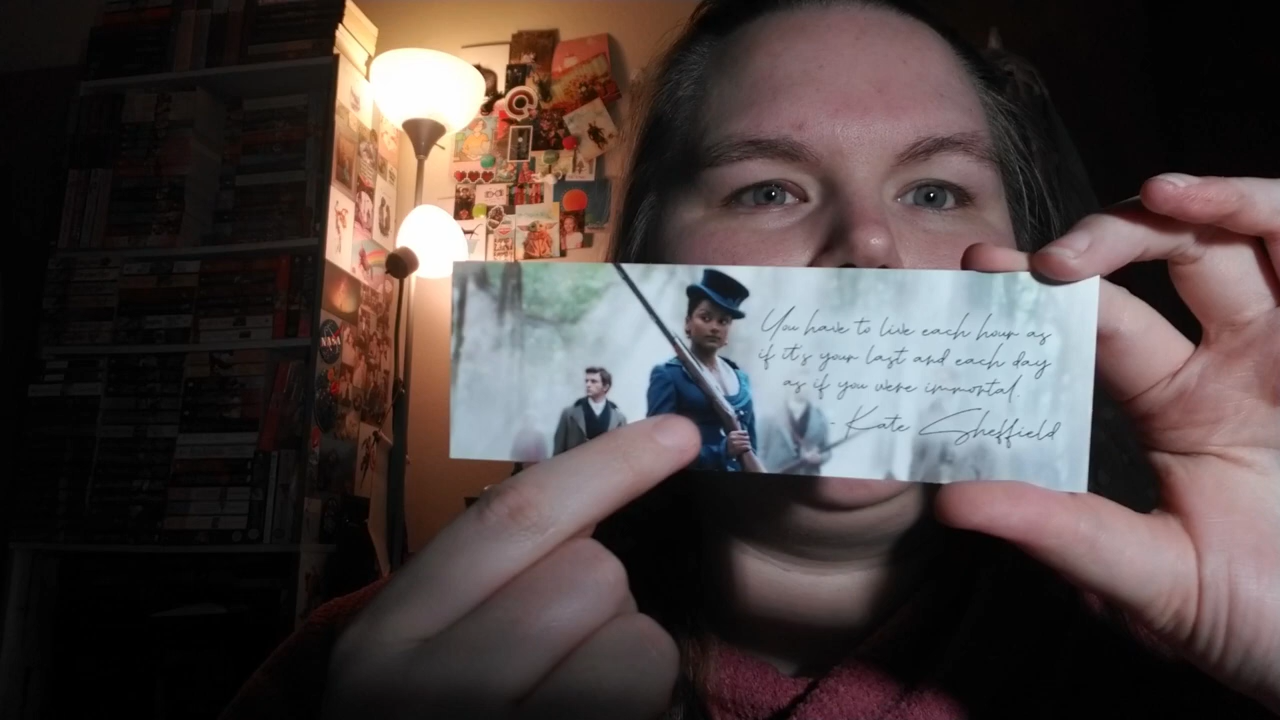 NASA
You have to live each hour as
if it's your last and each day
as if you were immortal.
- Kate Sheffield